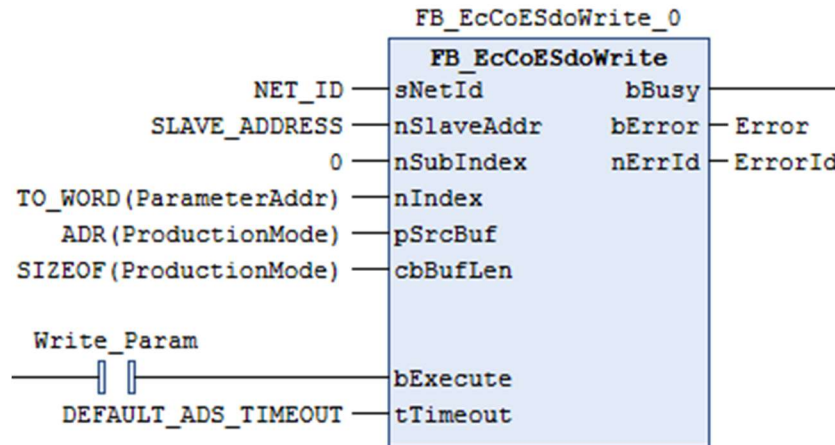 FB_EcCoESdoWrite_0
FB_EcCoESdoWrite
NET_ID sNetId bBusy
SLAVE_ADDRESS nSlaveAddr bError Error
0 nSubIndex nErrId ErrorId
TO_WORD(ParameterAddr) nIndex
ADR(ProductionMode) pSrcBuf
SIZEOF(ProductionMode) cbBufLen
Write_Param
bExecute
DEFAULT_ADS_TIMEOUT tTimeout